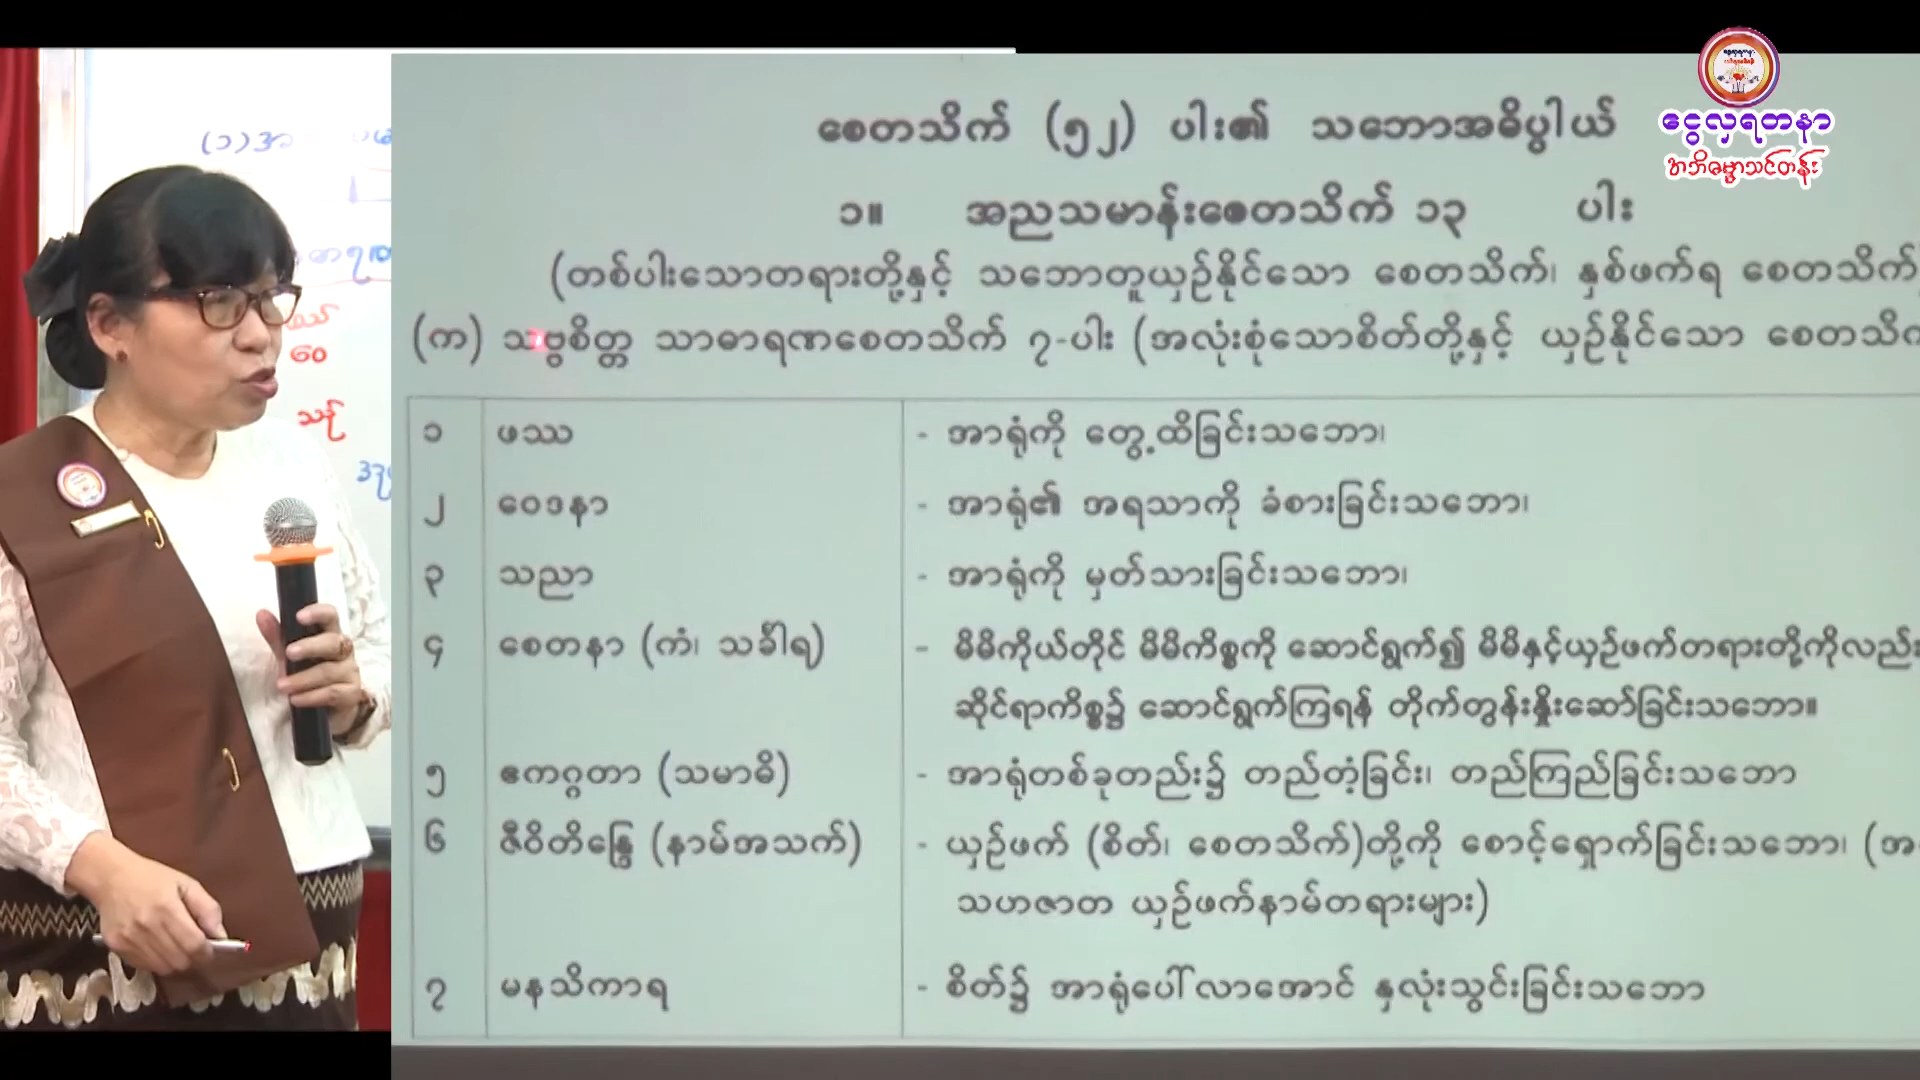 ငွေလှရတနာ
အဘိဓမ္မာသင်တန်း
စေတသိက် (၅၂) ပါး၏ သဘောအဓိပ္ပါယ်
၁။ အညသမာန်းစေတသိက် ၁၃ ပါး
(တစ်ပါးသောတရားတို့နှင့် သဘောတူယှဉ်နိုင်သော စေတသိက်၊ နှစ်ဖက်ရ စေတသိက်
(က) သဗ္ဗစိတ္တ သာဓာရဏစေတသိက် ၇-ပါး (အလုံးစုံသောစိတ်တို့နှင့် ယှဉ်နိုင်သော
၁ ဖဿ - အာရုံကို တွေ့ထိခြင်းသဘော၊
၂ ဝေဒနာ - အာရုံ၏ အရသာကို ခံစားခြင်းသဘော၊
၃ သညာ - အာရုံကို မှတ်သားခြင်းသဘော၊
၄ စေတနာ (ကံ၊ သင်္ခါရ) - မိမိကိုယ်တိုင် မိမိကိစ္စကို ဆောင်ရွက်၍ မိမိနှင့်ယှဉ်ဖက်တရားတို့ကိုလည်း
ဆိုင်ရာကိစ္စ၌ ဆောင်ရွက်ကြရန် တိုက်တွန်းနှိုးဆော်ခြင်းသဘော။
၅ ဧကဂ္ဂတာ (သမာဓိ) - အာရုံတစ်ခုတည်း၌ တည်တံ့ခြင်း၊ တည်ကြည်ခြင်းသဘော
၆ ဇီဝိတိန္ဒြေ (နာမ်အသက်) - ယှဉ်ဖက် (စိတ်၊ စေတသိက်)တို့ကို စောင့်ရှောက်ခြင်းသဘော၊
သဟဇာတ ယှဉ်ဖက်နာမ်တရားများ)
၇ မနသိကာရ - စိတ်၌ အာရုံပေါ်လာအောင် နှလုံးသွင်းခြင်းသဘော